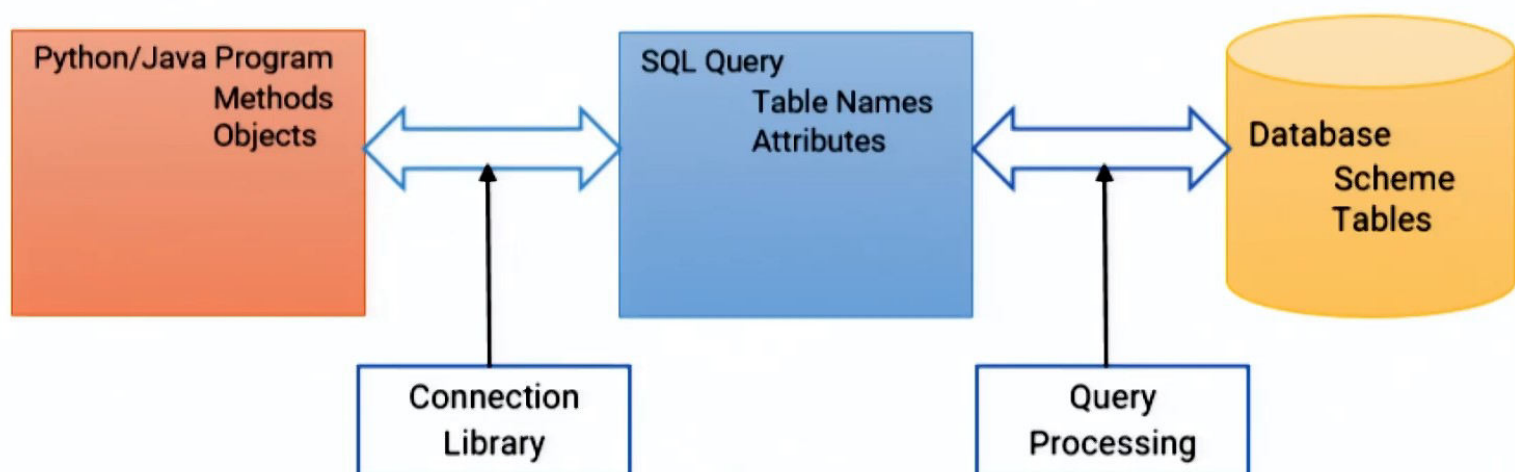 Python/Java Program
Methods
Objects
SQL Query
Table Names
Attributes
Database
Scheme
Tables
Connection
Library
Query
Processing